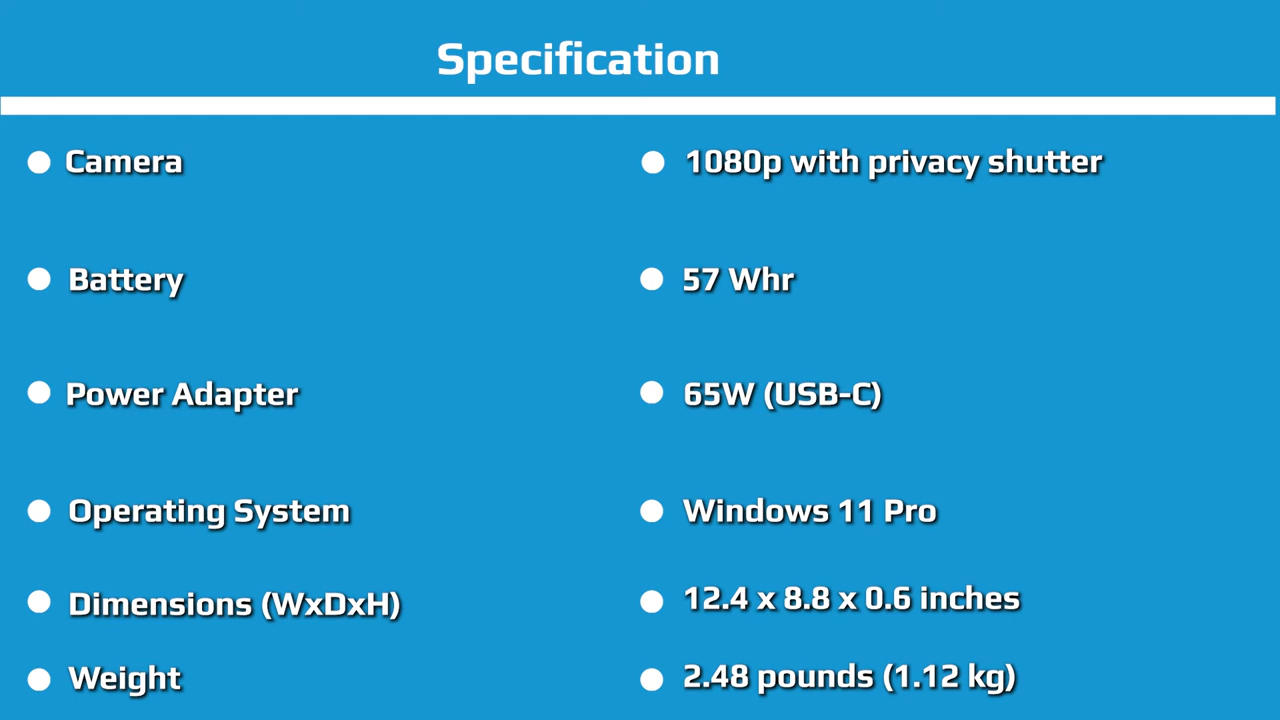 Specification
Camera
1080p with privacy shutter
Battery
57 Whr
Power Adapter
65W (USB-C)
Operating System
Windows 11 Pro
Dimensions (WxDxH)
12.4 x 8.8 x 0.6 inches
Weight
2.48 pounds (1.12 kg)